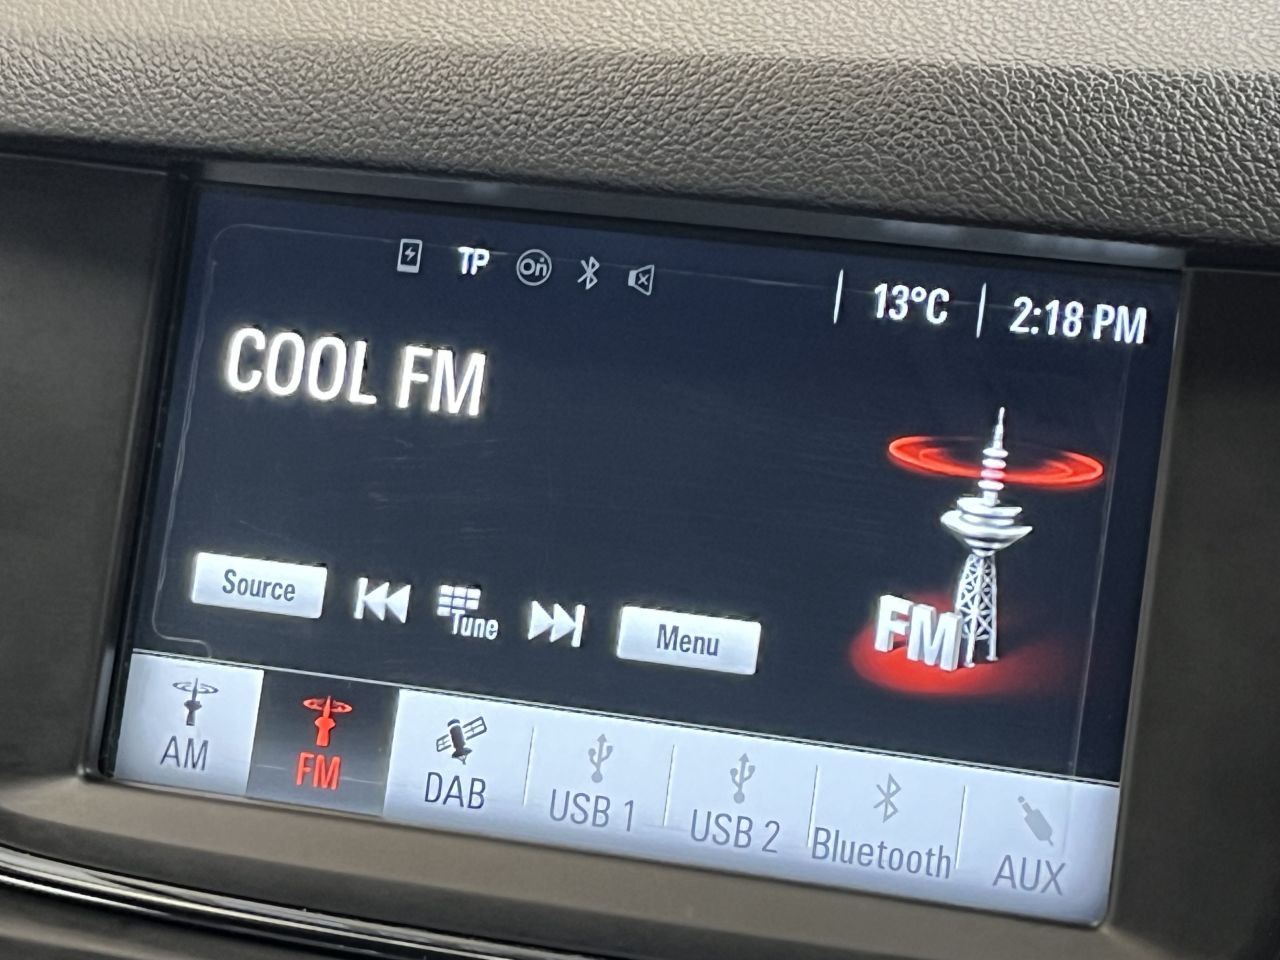 TP On
13°C 2:18 PM
COOL FM
Source Tune Menu
FM
AM FM DAB USB 1 USB 2 Bluetooth AUX